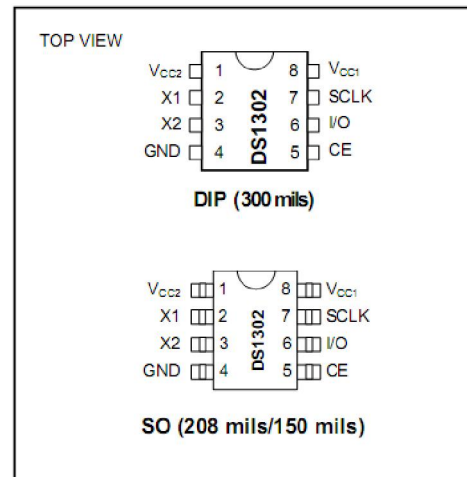 TOP VIEW
VCC2 1 8 VCC1
X1 2 7 SCLK
X2 3 6 I/O
GND 4 5 CE
DS1302
DIP (300 mils)
VCC2 1 8 VCC1
X1 2 7 SCLK
X2 3 6 I/O
GND 4 5 CE
DS1302
SO (208 mils/150 mils)